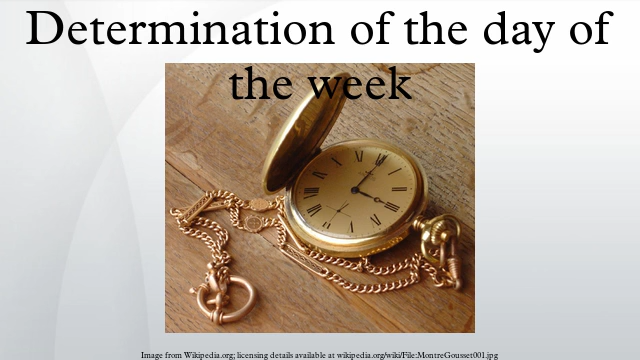 Determination of the day of
the week
Image from Wikipedia.org; licensing details available at wikipedia.org/wiki/File:MontreGousset001.jpg